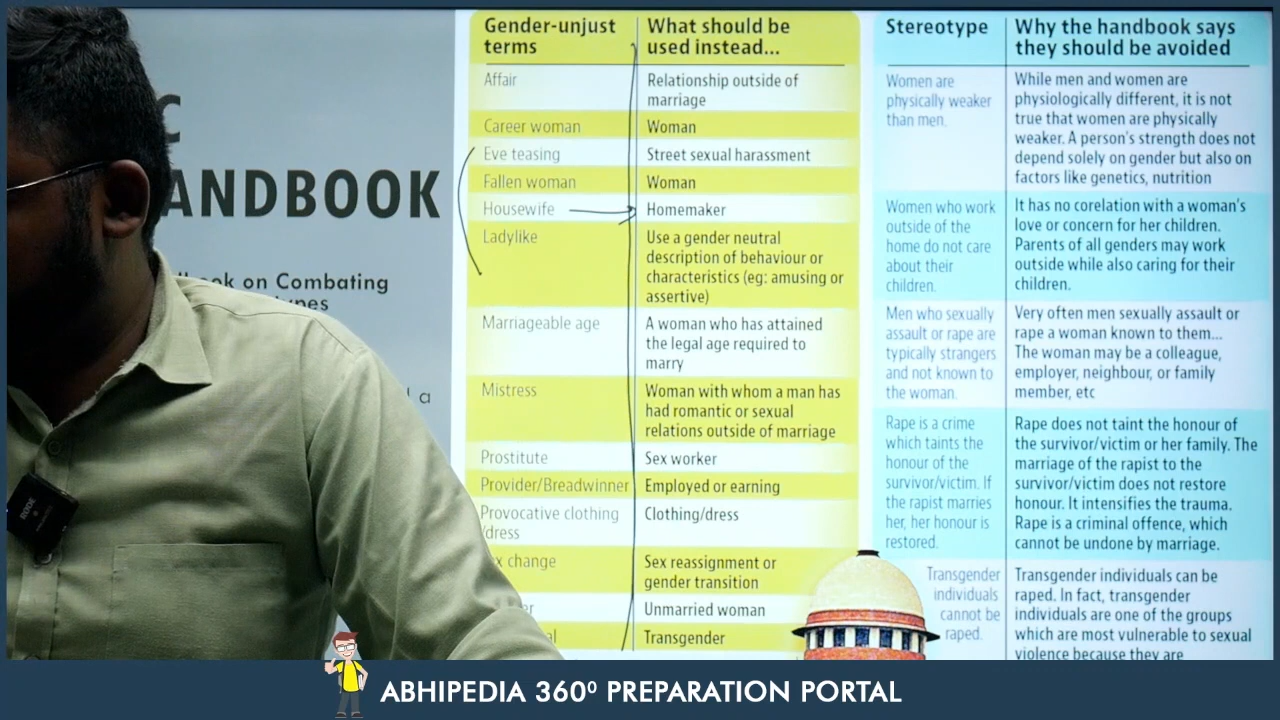 C
ANDBOOK
ook on Combating
types
l a
Gender-unjust
terms
What should be
used instead...
Affair
Relationship outside of
marriage
Career woman
Woman
Eve teasing
Street sexual harassment
Fallen woman
Woman
Housewife
Homemaker
Ladylike
Use a gender neutral
description of behaviour or
characteristics (eg: amusing or
assertive)
Marriageable age
A woman who has attained
the legal age required to
marry
Mistress
Woman with whom a man has
had romantic or sexual
relations outside of marriage
Prostitute
Sex worker
Provider/Breadwinner
Employed or earning
Provocative clothing
/dress
Clothing/dress
x change
Sex reassignment or
gender transition
er
Unmarried woman
al
Transgender
Stereotype
Why the handbook says
they should be avoided
Women are
physically weaker
than men.
While men and women are
physiologically different, it is not
true that women are physically
weaker. A person's strength does not
depend solely on gender but also on
factors like genetics, nutrition
Women who work
outside of the
home do not care
about their
children.
It has no corelation with a woman's
love or concern for her children.
Parents of all genders may work
outside while also caring for their
children.
Men who sexually
assault or rape are
typically strangers
and not known to
the woman.
Very often men sexually assault or
rape a woman known to them...
The woman may be a colleague,
employer, neighbour, or family
member, etc
Rape is a crime
which taints the
honour of the
survivor/victim. If
the rapist marries
her, her honour is
restored.
Rape does not taint the honour of
the survivor/victim or her family. The
marriage of the rapist to the
survivor/victim does not restore
honour. It intensifies the trauma.
Rape is a criminal offence, which
cannot be undone by marriage.
Transgender
individuals
cannot be
raped.
Transgender individuals can be
raped. In fact, transgender
individuals are one of the groups
which are most vulnerable to sexual
violence because they are
RODE
ABHIPEDIA 360⁰ PREPARATION PORTAL